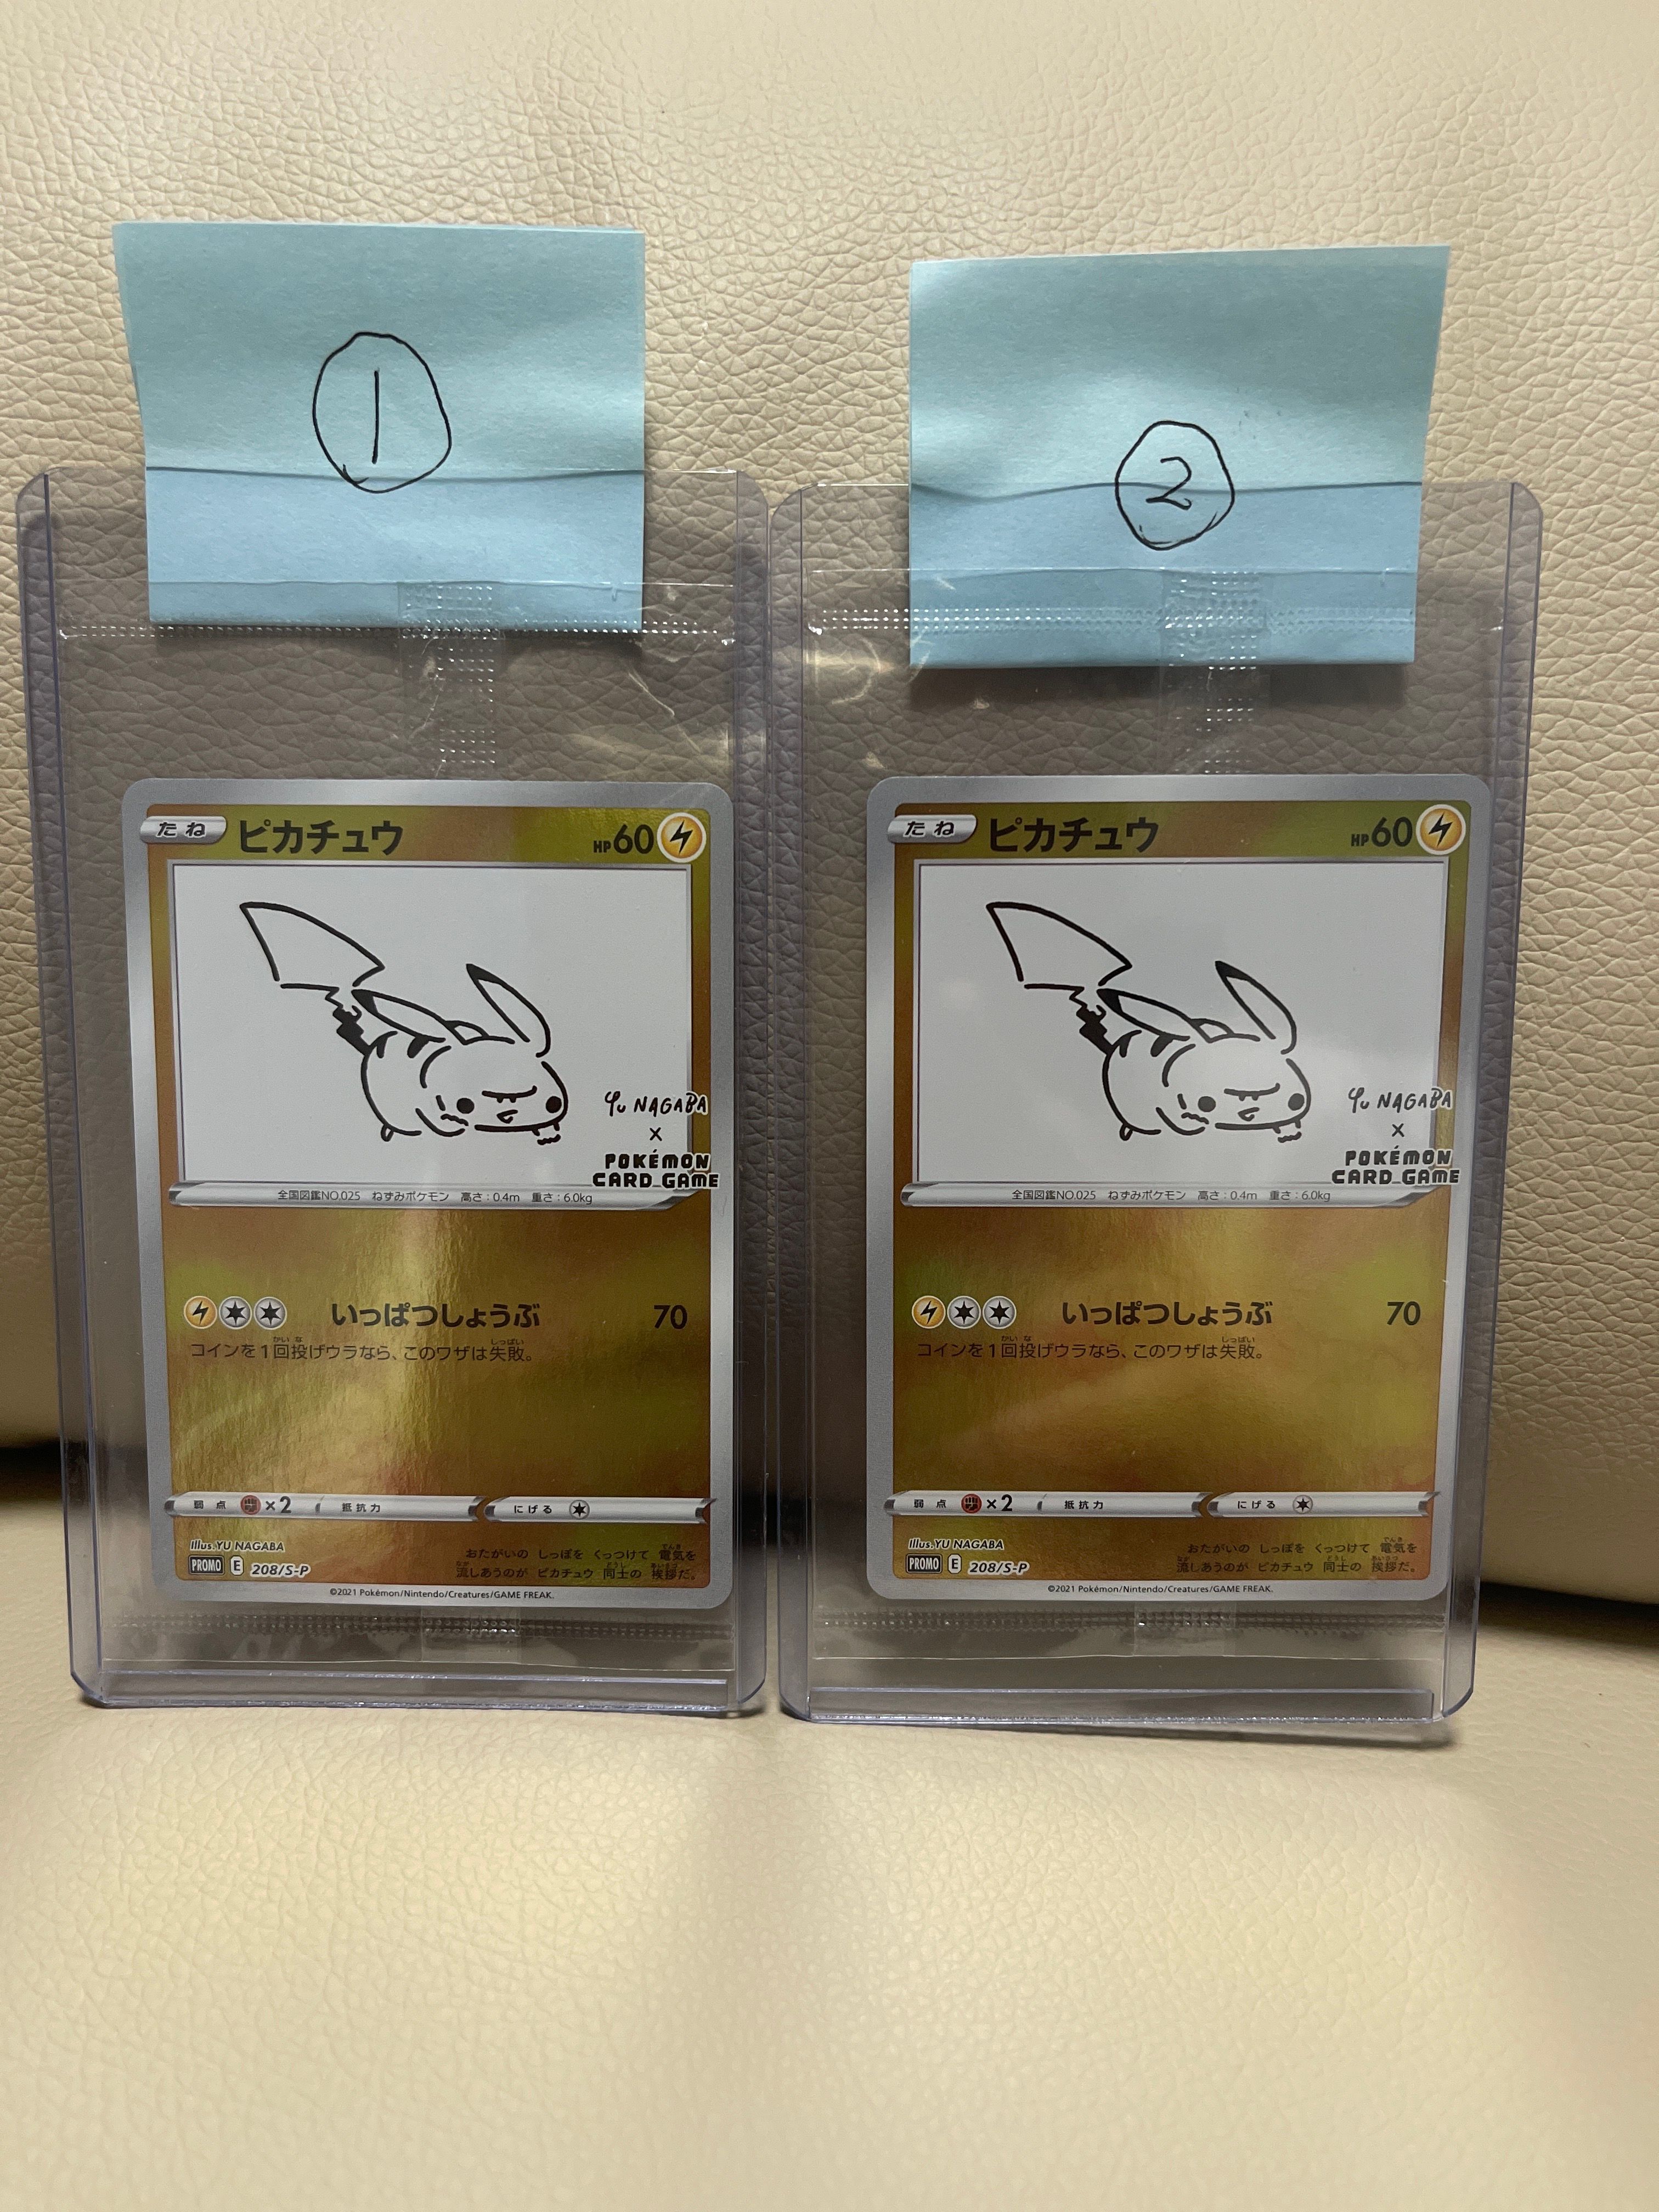 1
2
たね ピカチュウ HP60
YU NAGABA
X
POKÉMON
CARD GAME
全国図鑑NO.025 ねずみポケモン 高さ:0.4m 重さ:6.0kg
いっぱつしょうぶ 70
コインを1回投げウラなら、このワザは失敗。
弱点 ×2 抵抗力 にげる
Illus.YU NAGABA
PROMO E 208/S-P
おたがいの しっぽを くっつけて 電気を
流しあうのが ピカチュウ 同士の 挨拶だ。
©2021 Pokémon/Nintendo/Creatures/GAME FREAK.
たね ピカチュウ HP60
YU NAGABA
X
POKÉMON
CARD GAME
全国図鑑NO.025 ねずみポケモン 高さ:0.4m 重さ:6.0kg
いっぱつしょうぶ 70
コインを1回投げウラなら、このワザは失敗。
弱点 ×2 抵抗力 にげる
Illus.YU NAGABA
PROMO E 208/S-P
おたがいの しっぽを くっつけて 電気を
流しあうのが ピカチュウ 同士の 挨拶だ。
©2021 Pokémon/Nintendo/Creatures/GAME FREAK.